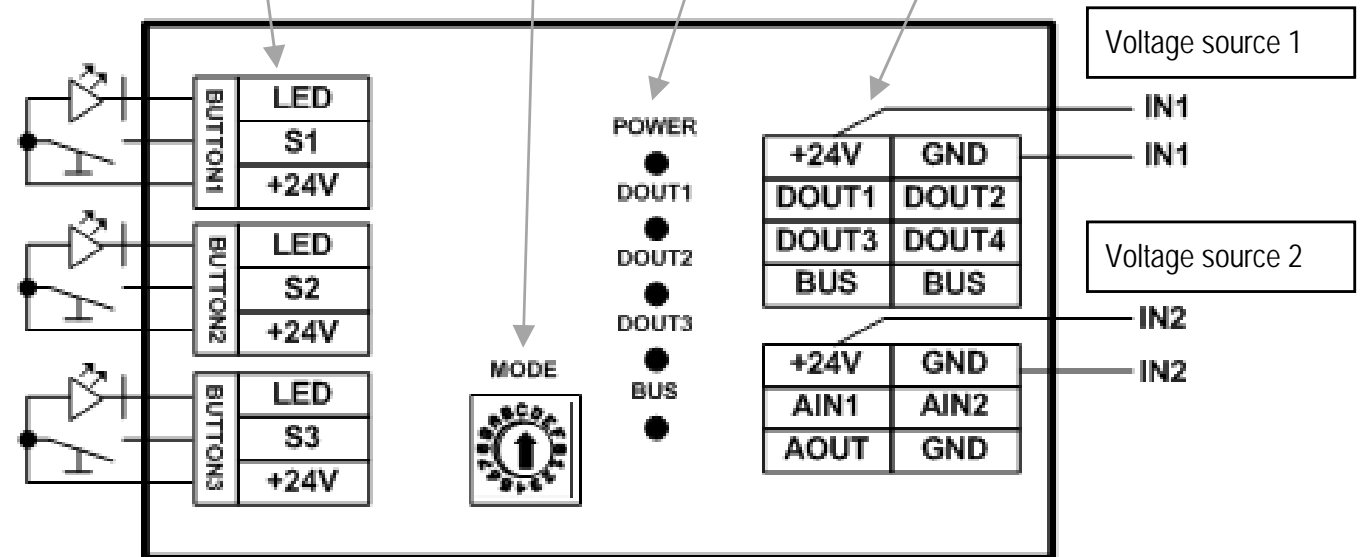 BUTTON1
LED
S1
+24V
BUTTON2
LED
S2
+24V
BUTTON3
LED
S3
+24V
MODE
POWER
DOUT1
DOUT2
DOUT3
BUS
+24V GND
DOUT1 DOUT2
DOUT3 DOUT4
BUS BUS
+24V GND
AIN1 AIN2
AOUT GND
Voltage source 1
IN1
IN1
Voltage source 2
IN2
IN2